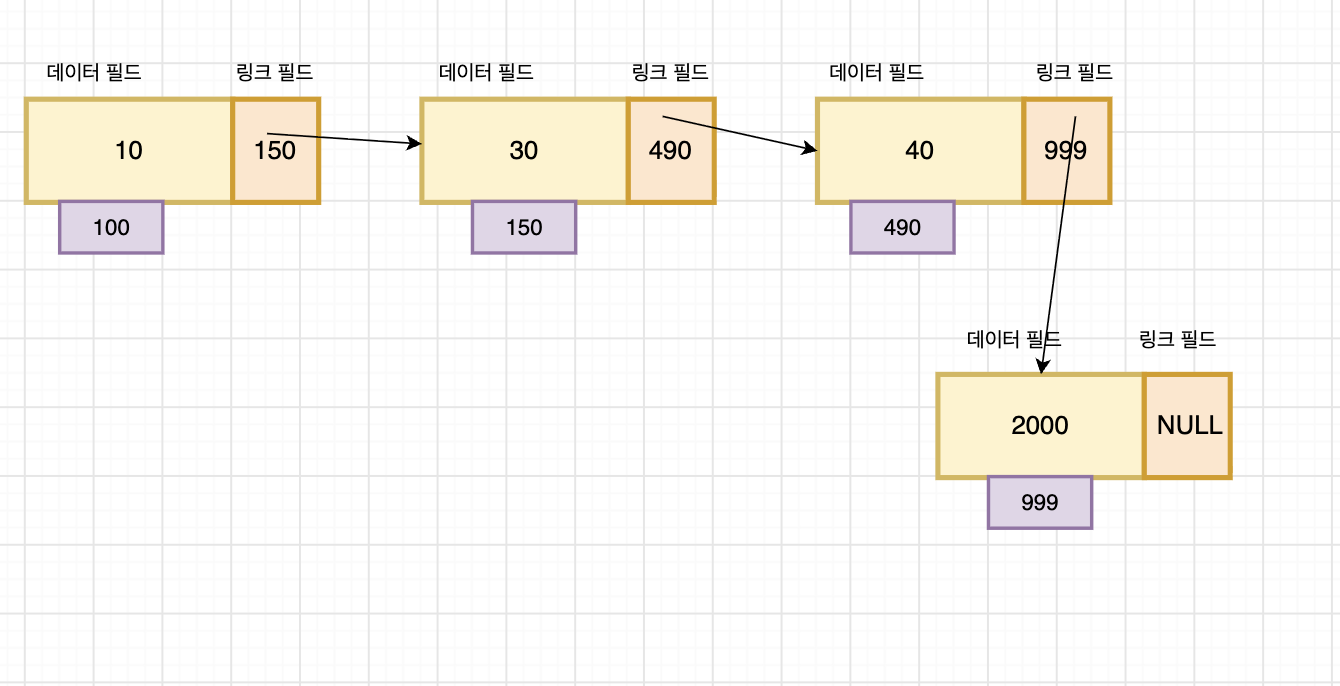 데이터 필드 링크 필드 데이터 필드 링크 필드 데이터 필드 링크 필드
10 150 30 490 40 999
100 150 490
데이터 필드 링크 필드
2000 NULL
999